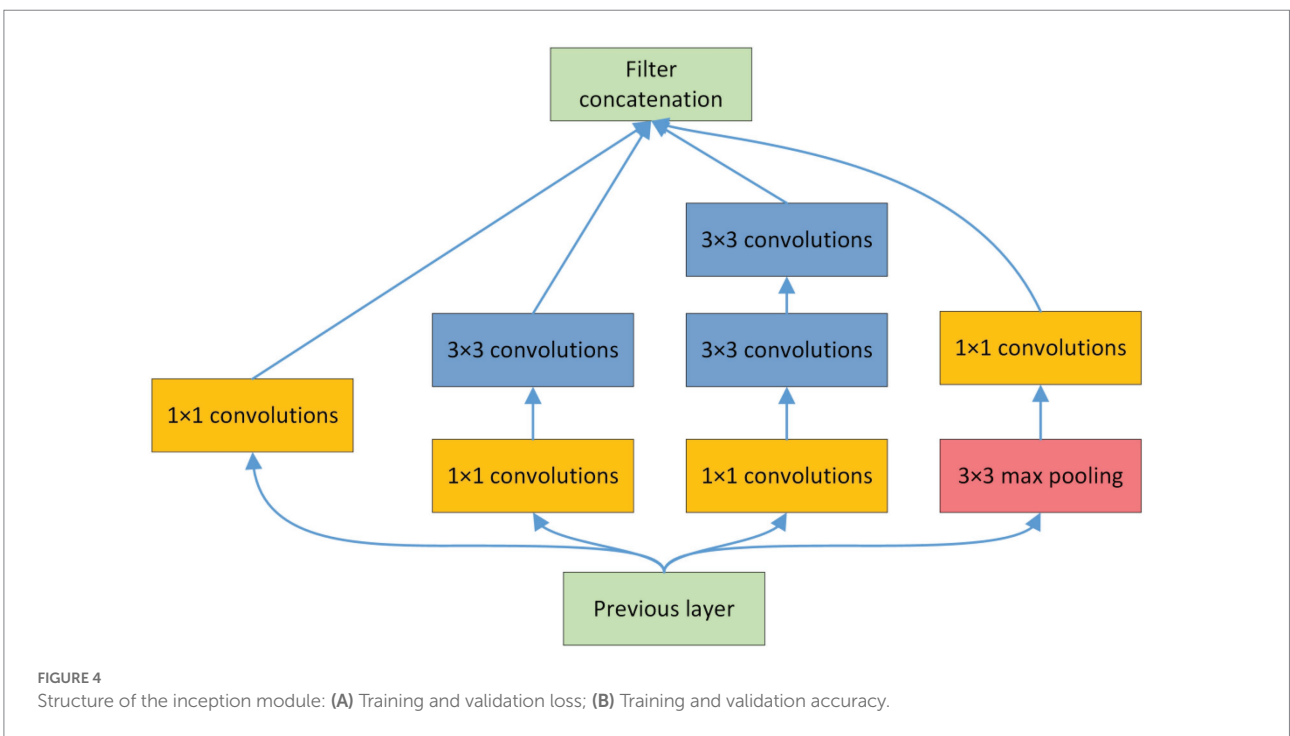 Filter
concatenation
3×3 convolutions
3×3 convolutions
3×3 convolutions
1×1 convolutions
1×1 convolutions
1×1 convolutions
1×1 convolutions
3×3 max pooling
Previous layer
FIGURE 4
Structure of the inception module: (A) Training and validation loss; (B) Training and validation accuracy.